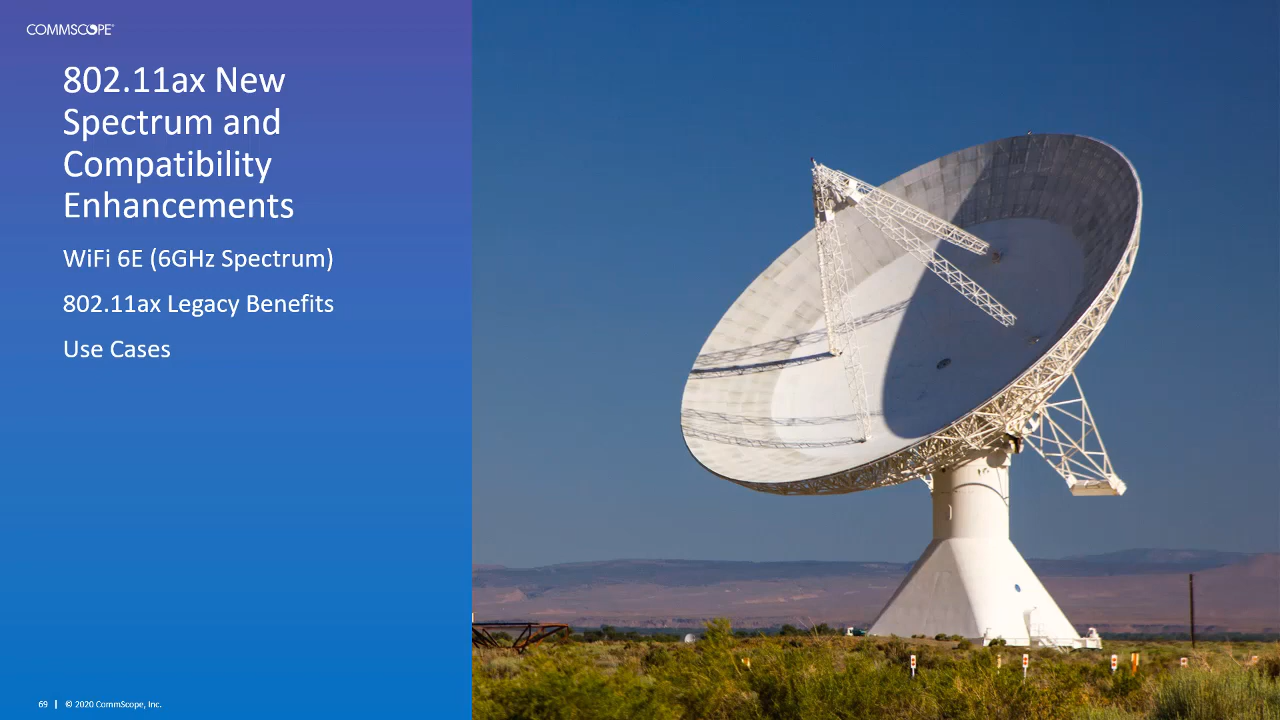 COMMSCOPE®
802.11ax New
Spectrum and
Compatibility
Enhancements
WiFi 6E (6GHz Spectrum)
802.11ax Legacy Benefits
Use Cases
69 | © 2020 CommScope, Inc.